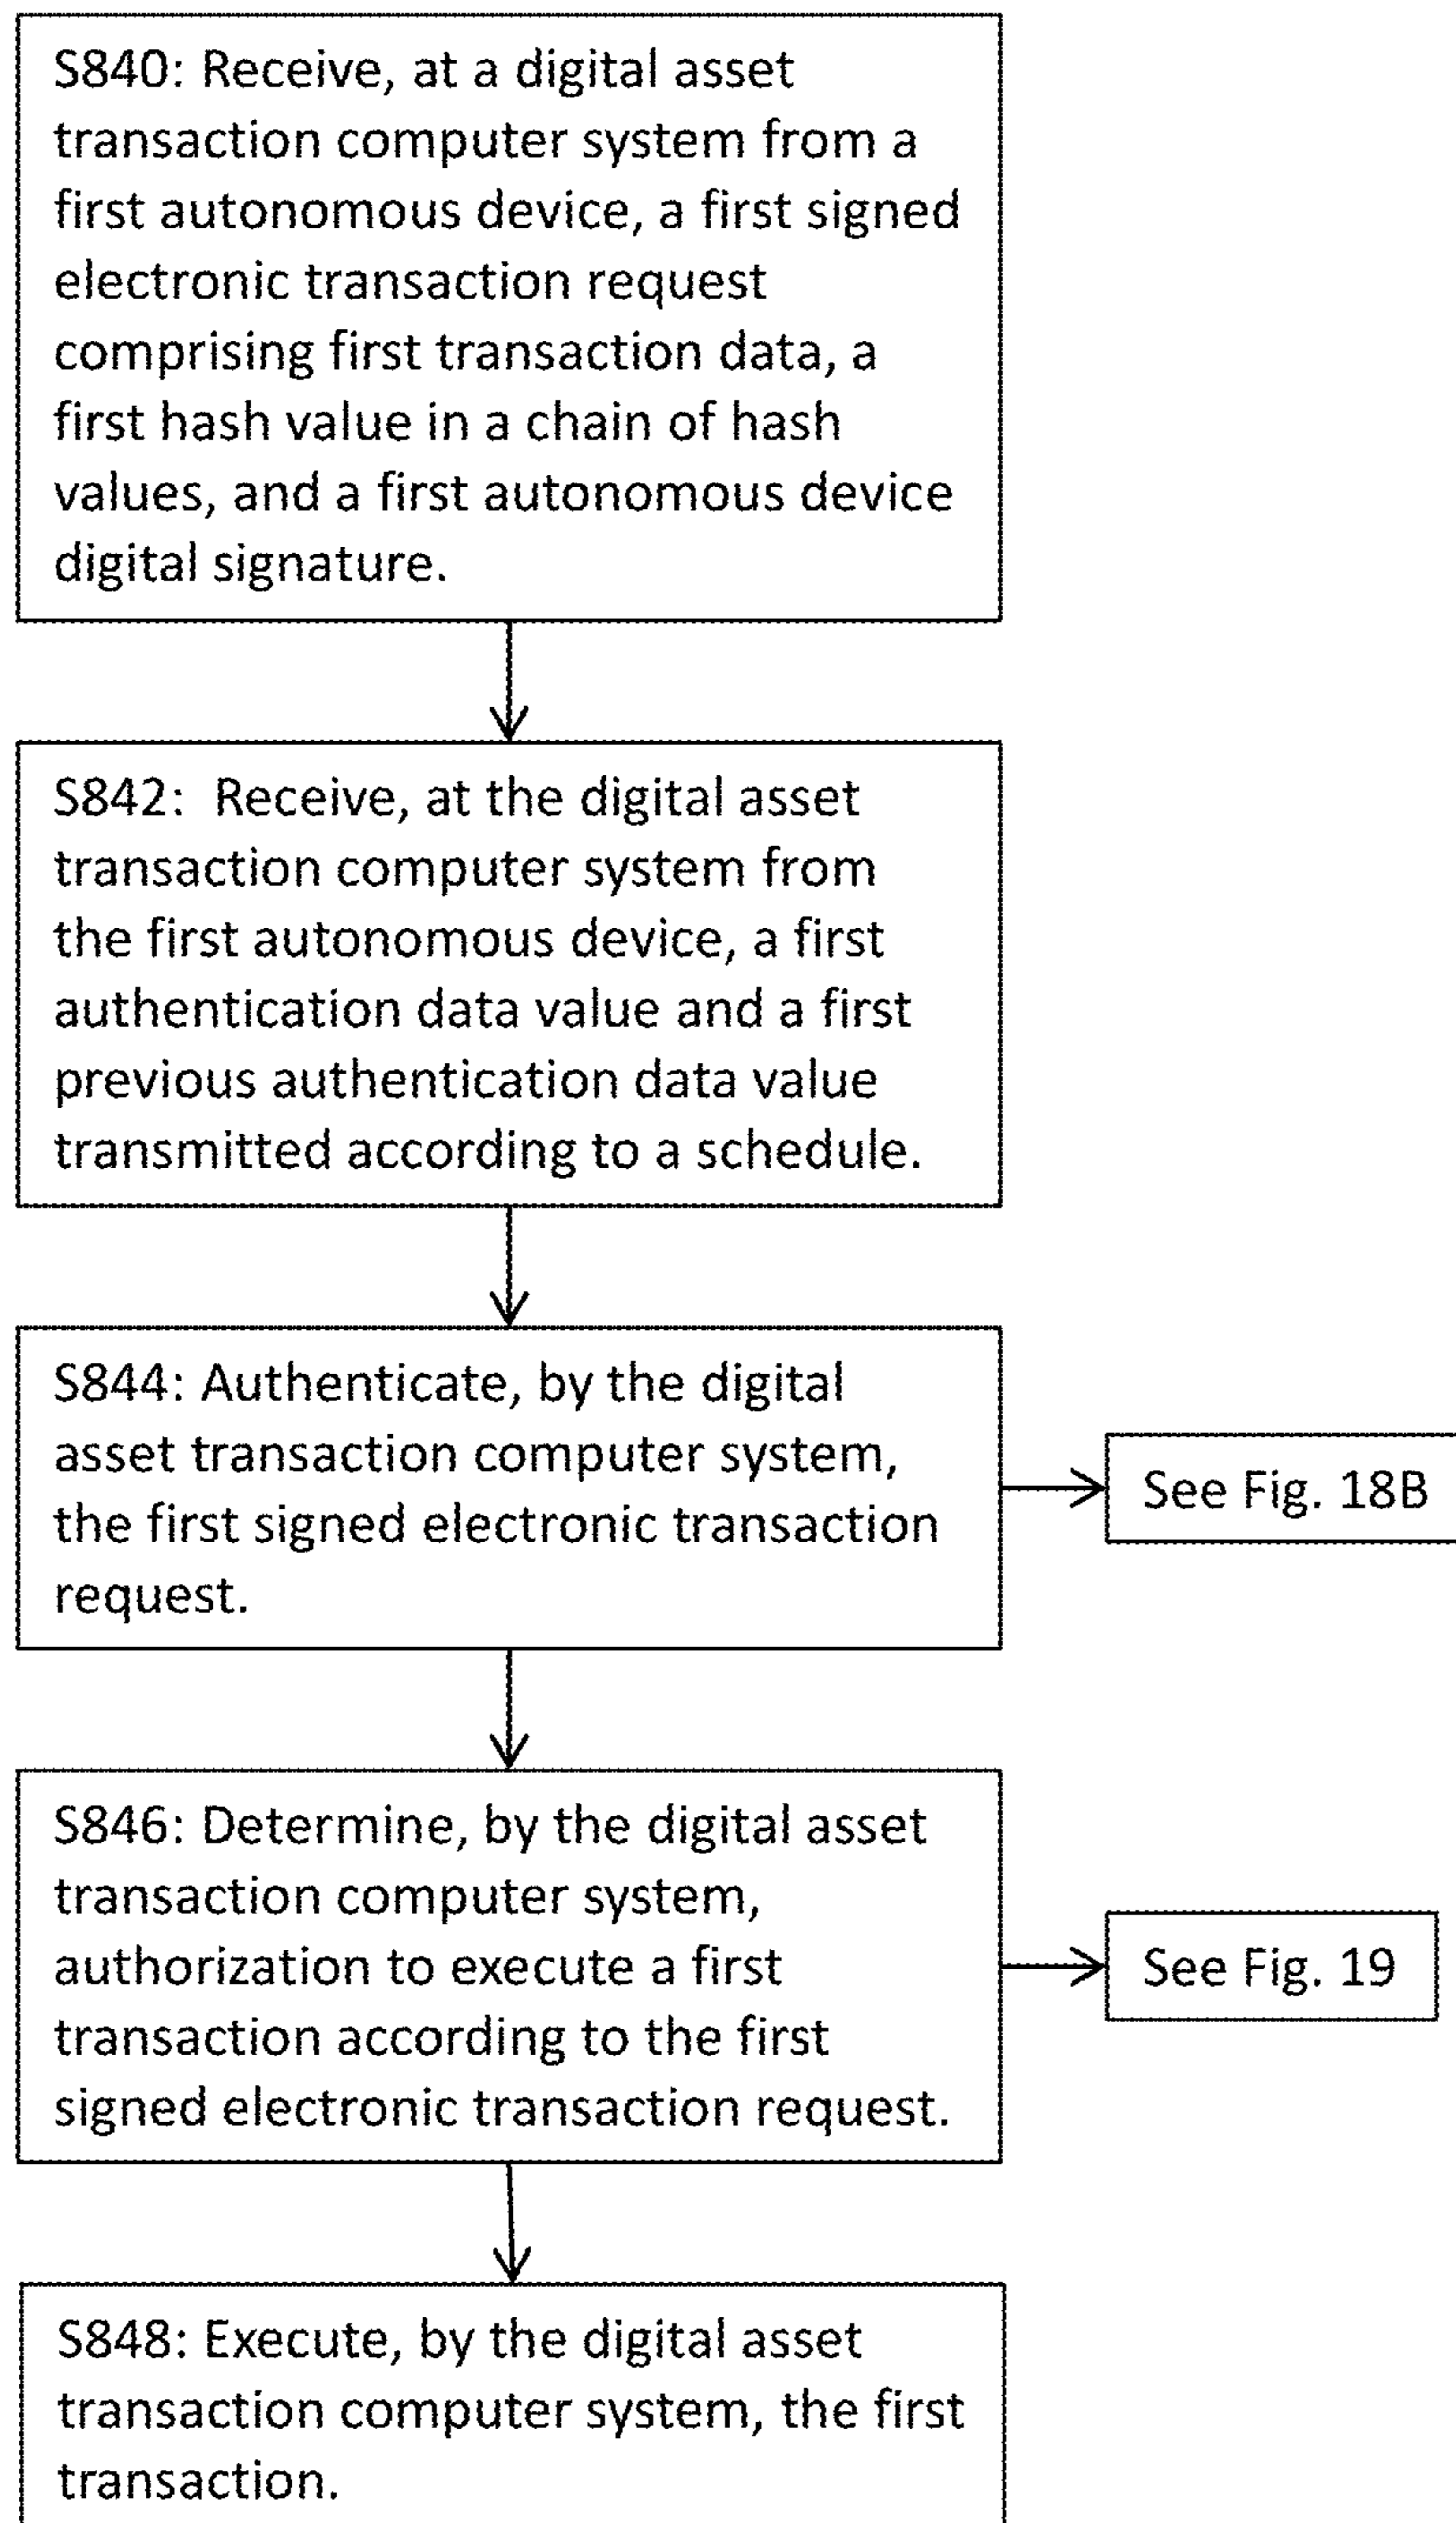 S840: Receive, at a digital asset
transaction computer system from a
first autonomous device, a first signed
electronic transaction request
comprising first transaction data, a
first hash value in a chain of hash
values, and a first autonomous device
digital signature.
S842: Receive, at the digital asset
transaction computer system from
the first autonomous device, a first
authentication data value and a first
previous authentication data value
transmitted according to a schedule.
S844: Authenticate, by the digital
asset transaction computer system,
the first signed electronic transaction
request.
See Fig. 18B
S846: Determine, by the digital asset
transaction computer system,
authorization to execute a first
transaction according to the first
signed electronic transaction request.
See Fig. 19
S848: Execute, by the digital asset
transaction computer system, the first
transaction.